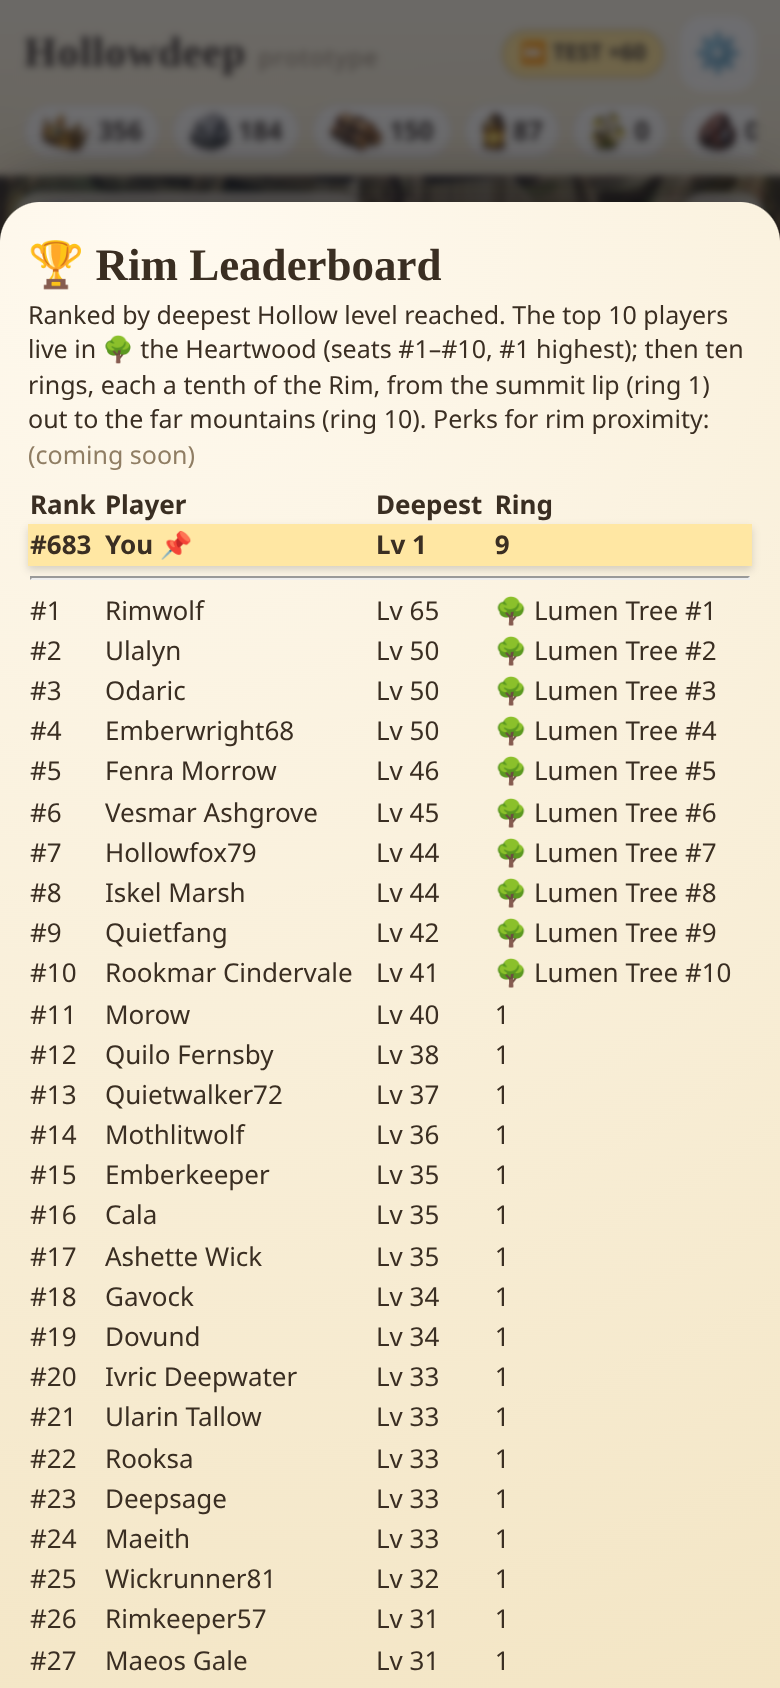 Hollowdeep prototype
TEST +60
356 184 150 87 0
🏆 Rim Leaderboard
Ranked by deepest Hollow level reached. The top 10 players
live in 🌳 the Heartwood (seats #1–#10, #1 highest); then ten
rings, each a tenth of the Rim, from the summit lip (ring 1)
out to the far mountains (ring 10). Perks for rim proximity:
(coming soon)
Rank Player Deepest Ring
#683 You 📌 Lv 1 9
#1 Rimwolf Lv 65 🌳 Lumen Tree #1
#2 Ulalyn Lv 50 🌳 Lumen Tree #2
#3 Odaric Lv 50 🌳 Lumen Tree #3
#4 Emberwright68 Lv 50 🌳 Lumen Tree #4
#5 Fenra Morrow Lv 46 🌳 Lumen Tree #5
#6 Vesmar Ashgrove Lv 45 🌳 Lumen Tree #6
#7 Hollowfox79 Lv 44 🌳 Lumen Tree #7
#8 Iskel Marsh Lv 44 🌳 Lumen Tree #8
#9 Quietfang Lv 42 🌳 Lumen Tree #9
#10 Rookmar Cindervale Lv 41 🌳 Lumen Tree #10
#11 Morow Lv 40 1
#12 Quilo Fernsby Lv 38 1
#13 Quietwalker72 Lv 37 1
#14 Mothlitwolf Lv 36 1
#15 Emberkeeper Lv 35 1
#16 Cala Lv 35 1
#17 Ashette Wick Lv 35 1
#18 Gavock Lv 34 1
#19 Dovund Lv 34 1
#20 Ivric Deepwater Lv 33 1
#21 Ularin Tallow Lv 33 1
#22 Rooksa Lv 33 1
#23 Deepsage Lv 33 1
#24 Maeith Lv 33 1
#25 Wickrunner81 Lv 32 1
#26 Rimkeeper57 Lv 31 1
#27 Maeos Gale Lv 31 1